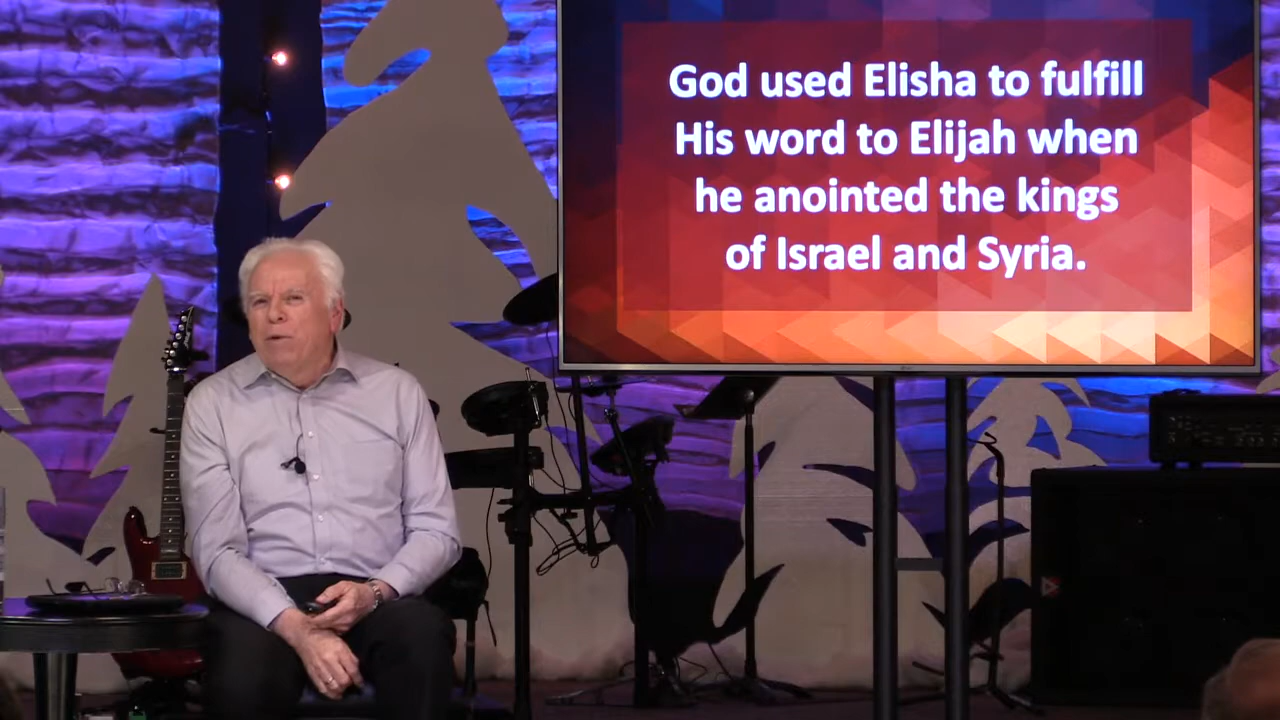 God used Elisha to fulfill
His word to Elijah when
he anointed the kings
of Israel and Syria.